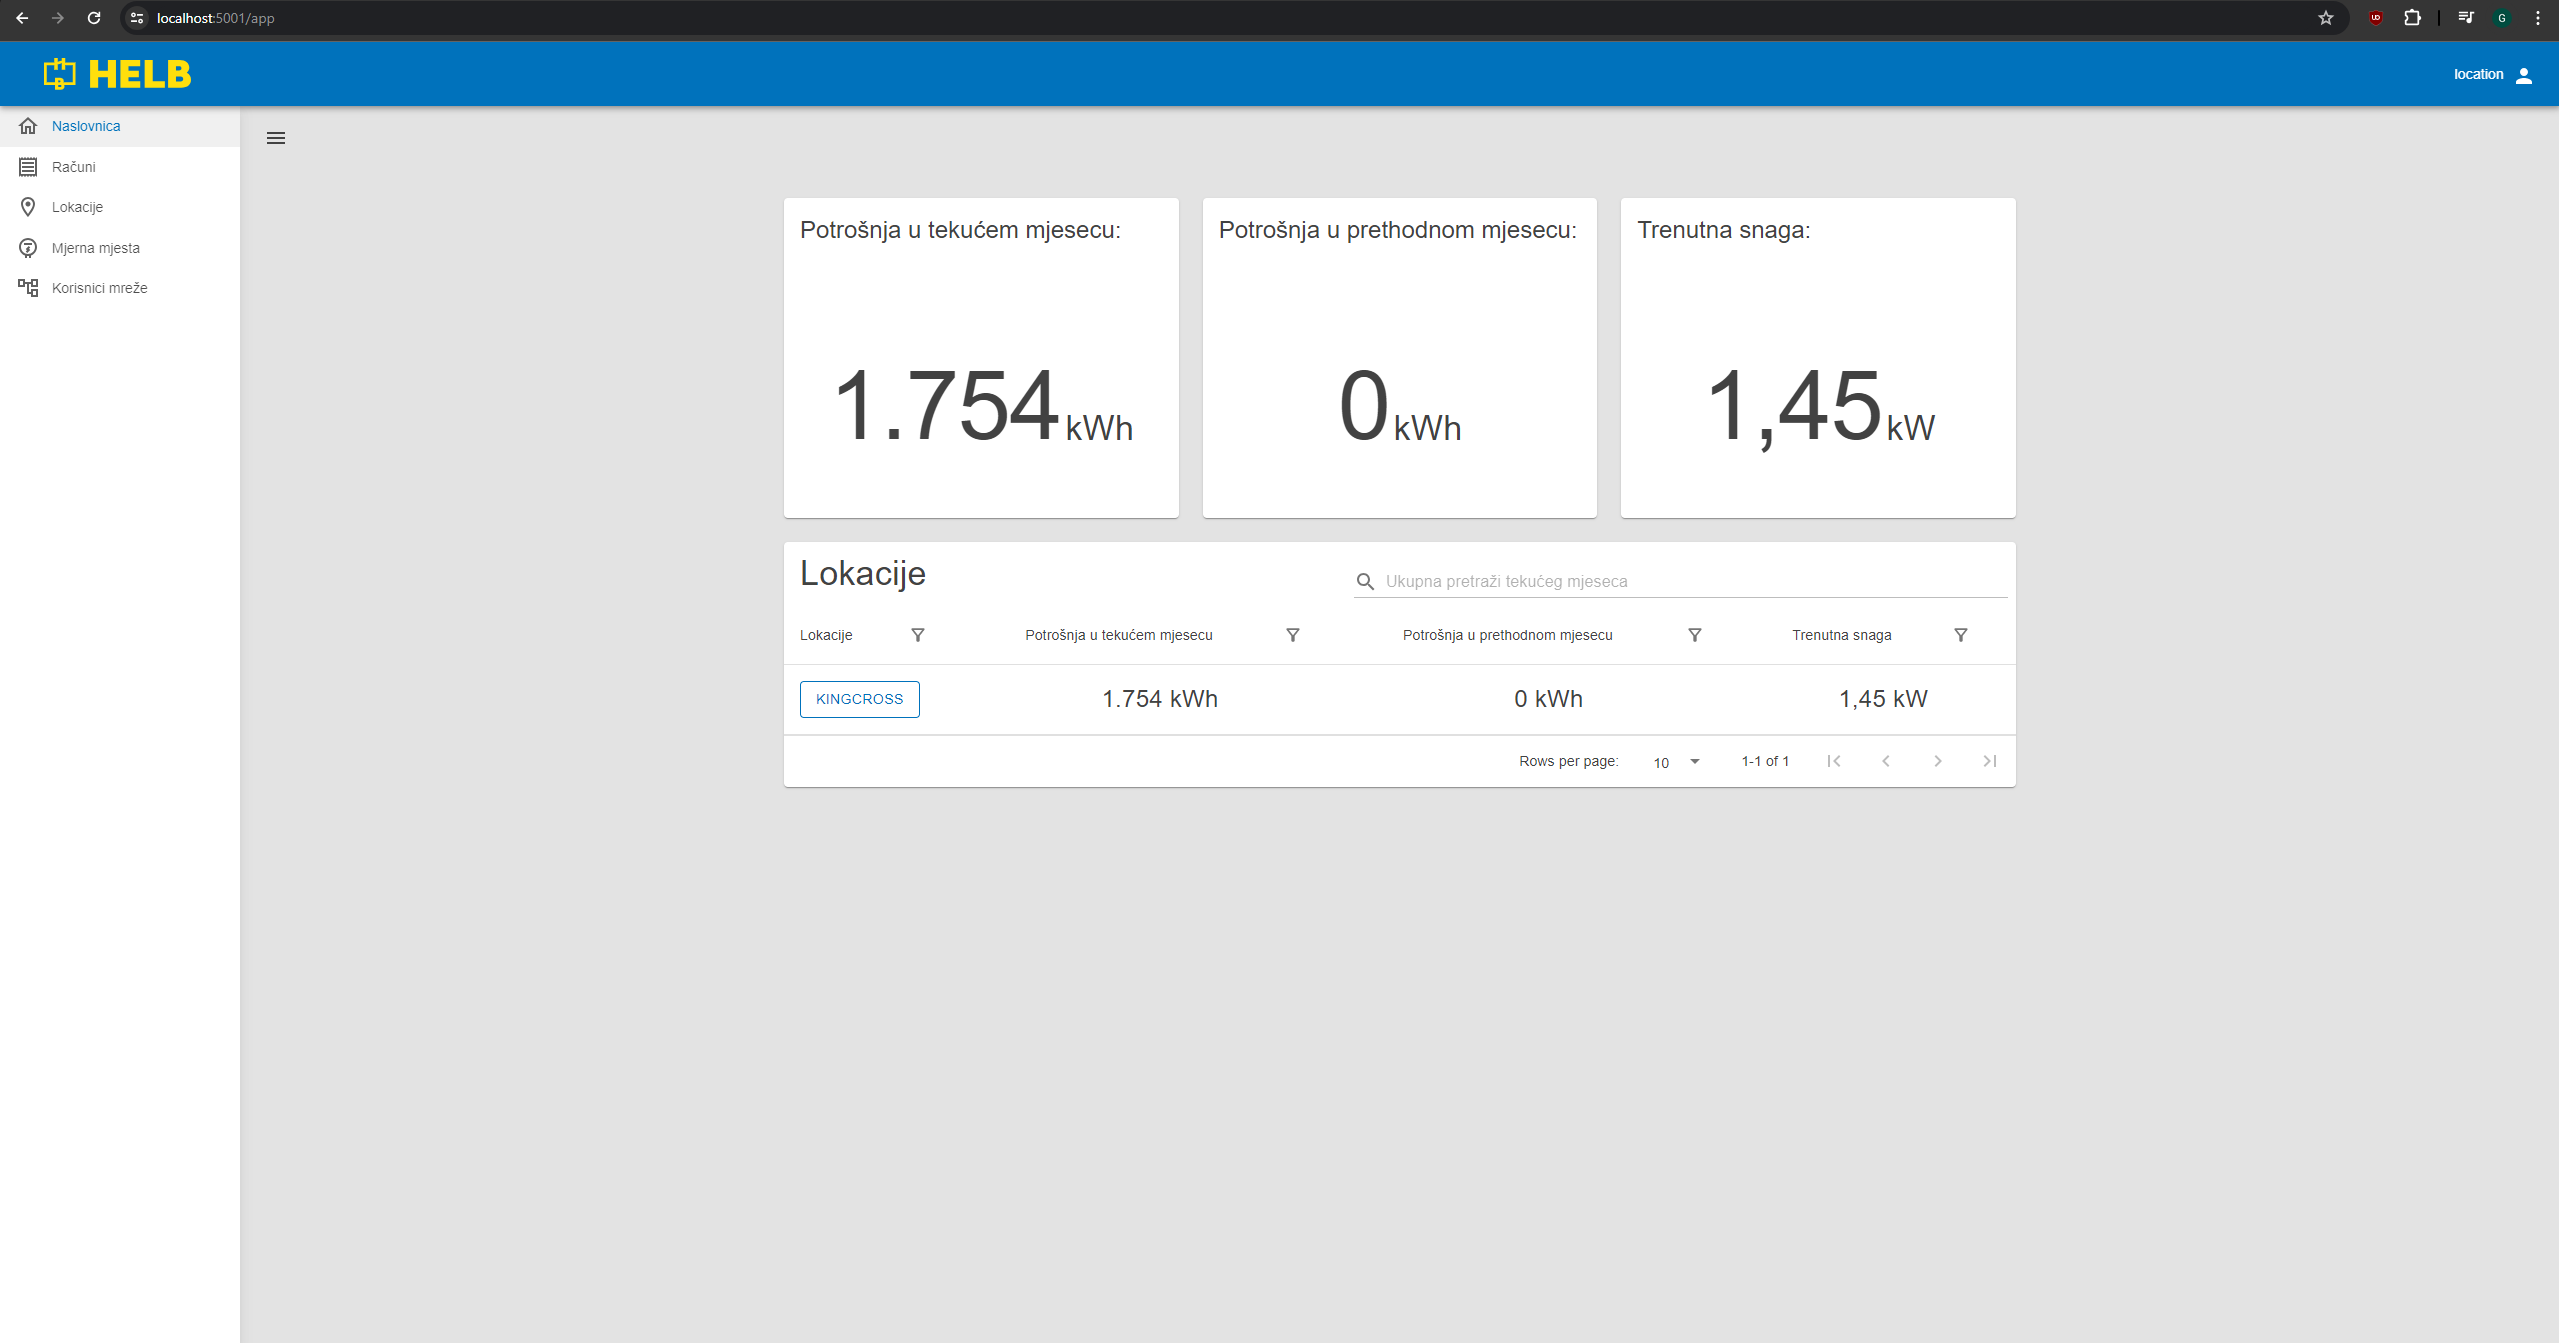 localhost:5001/app
HELB
location
Naslovnica
Računi
Lokacije
Mjerna mjesta
Korisnici mreže
Potrošnja u tekućem mjesecu:
1.754 kWh
Potrošnja u prethodnom mjesecu:
0 kWh
Trenutna snaga:
1,45 kW
Lokacije
Ukupna pretraži tekućeg mjeseca
Lokacije Potrošnja u tekućem mjesecu Potrošnja u prethodnom mjesecu Trenutna snaga
KINGCROSS 1.754 kWh 0 kWh 1,45 kW
Rows per page: 10 1-1 of 1